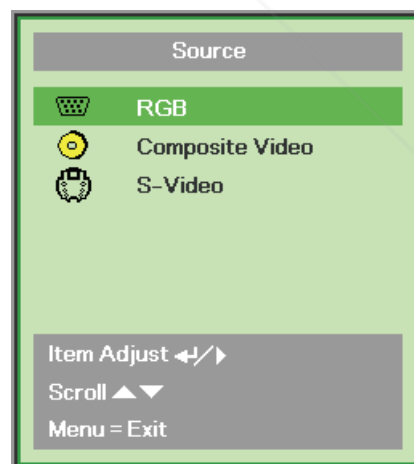 Source
RGB
Composite Video
S-Video
Item Adjust ↵/▶
Scroll ▲▼
Menu = Exit